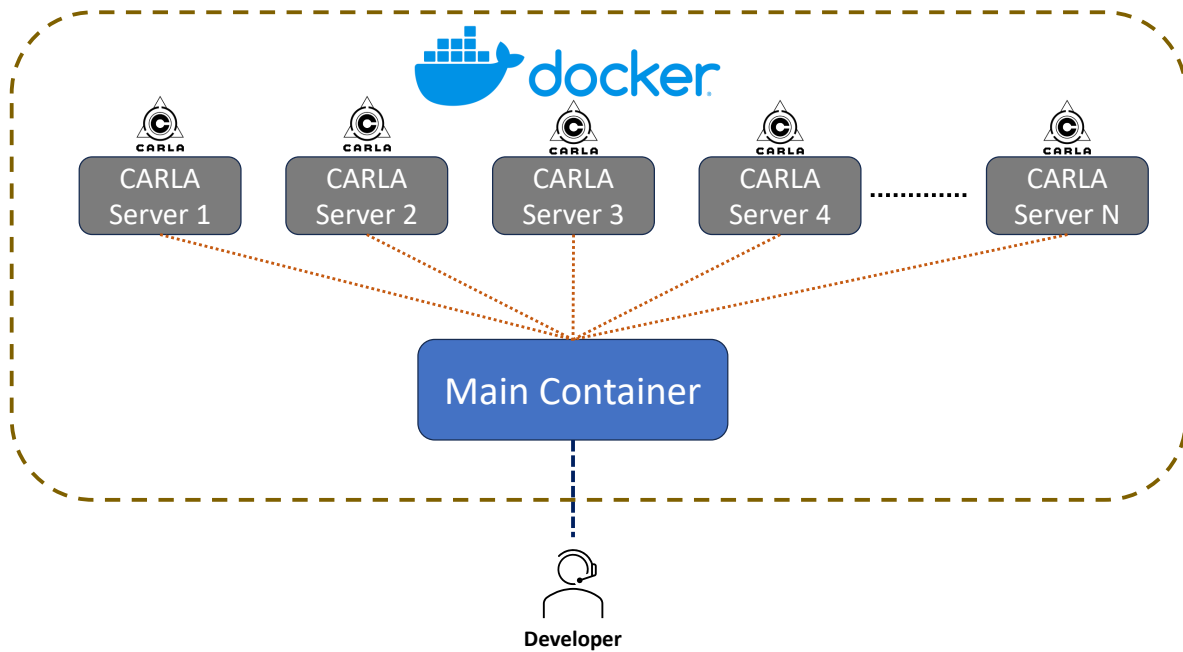 docker
CARLA
CARLA
CARLA
CARLA
CARLA
CARLA
Server 1
CARLA
Server 2
CARLA
Server 3
CARLA
Server 4
CARLA
Server N
Main Container
Developer